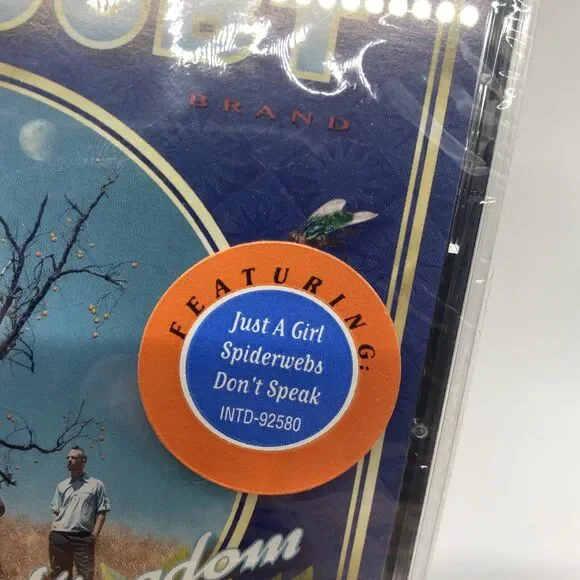 BRAND
FEATURING:
Just A Girl
Spiderwebs
Don't Speak
INTD-92580